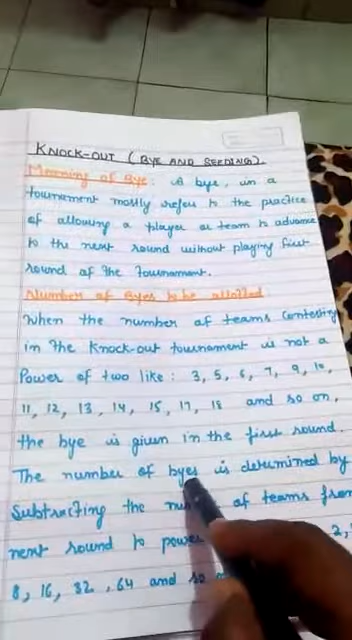 KNOCK-OUT (BYE AND SEEDING).
Meaning of Bye: A bye, in a
tournament mostly refers to the practice
of allowing a player or team to advance
to the next round without playing first
round of the tournament.
Number of Byes to be allotted
When the number of teams contesting
in the Knock-out tournament is not a
Power of two like: 3, 5, 6, 7, 9, 10,
11, 12, 13, 14, 15, 17, 18 and so on,
the bye is given in the first round.
The number of byes is determined by
Subtracting the of teams from
next round to 2,
8, 16, 32, 64 and so